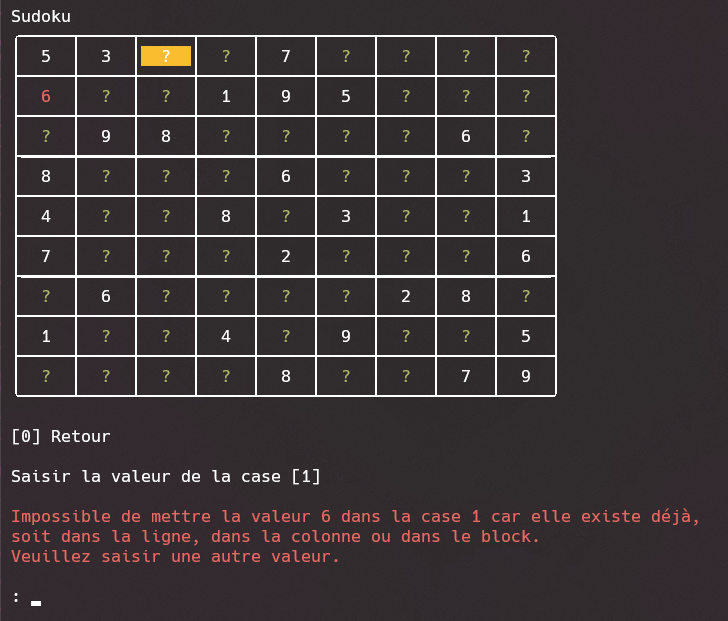 Sudoku
5 3 ? ? 7 ? ? ? ?
6 ? ? 1 9 5 ? ? ?
? 9 8 ? ? ? ? 6 ?
8 ? ? ? 6 ? ? ? 3
4 ? ? 8 ? 3 ? ? 1
7 ? ? ? 2 ? ? ? 6
? 6 ? ? ? ? 2 8 ?
1 ? ? 4 ? 9 ? ? 5
? ? ? ? 8 ? ? 7 9
[0] Retour
Saisir la valeur de la case [1]
Impossible de mettre la valeur 6 dans la case 1 car elle existe déjà,
soit dans la ligne, dans la colonne ou dans le block.
Veuillez saisir une autre valeur.
: _